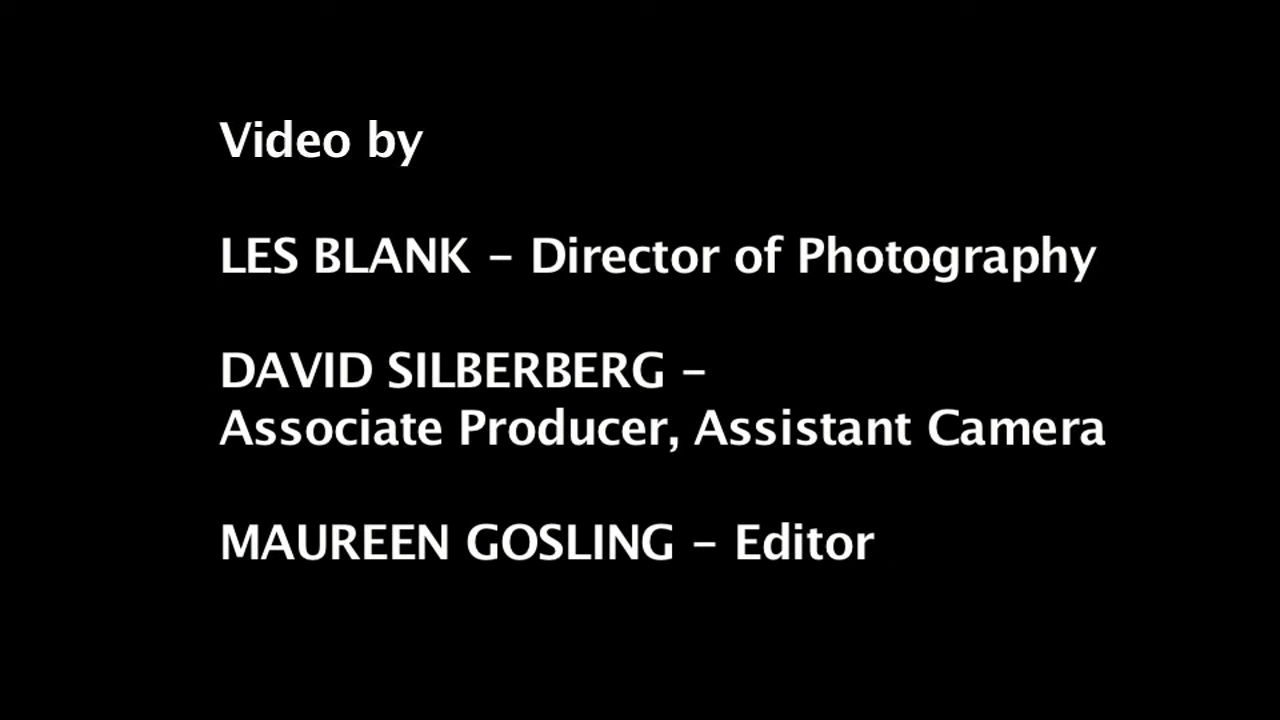 Video by
LES BLANK – Director of Photography
DAVID SILBERBERG –
Associate Producer, Assistant Camera
MAUREEN GOSLING – Editor